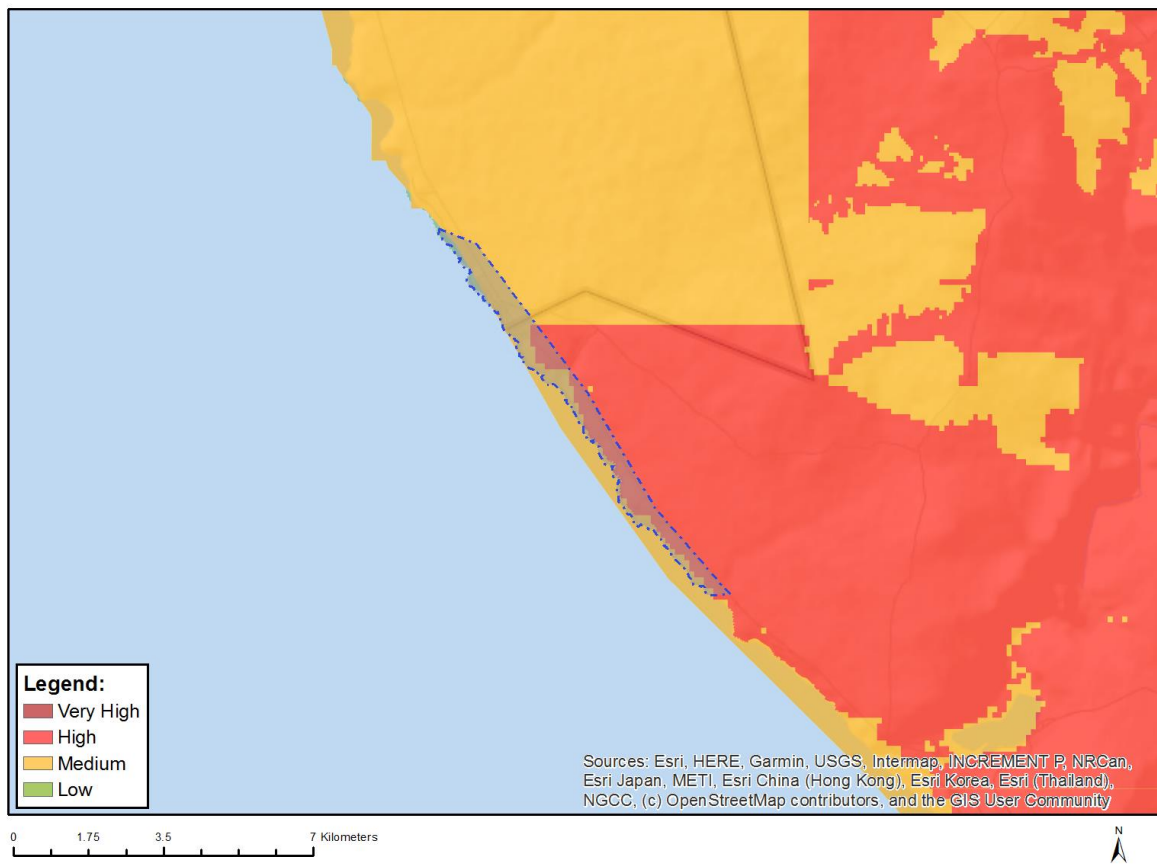 Legend:
Very High
High
Medium
Low
Sources: Esri, HERE, Garmin, USGS, Intermap, INCREMENT P, NRCan,
Esri Japan, METI, Esri China (Hong Kong), Esri Korea, Esri (Thailand),
NGCC, (c) OpenStreetMap contributors, and the GIS User Community
0 1.75 3.5 7 Kilometers
N